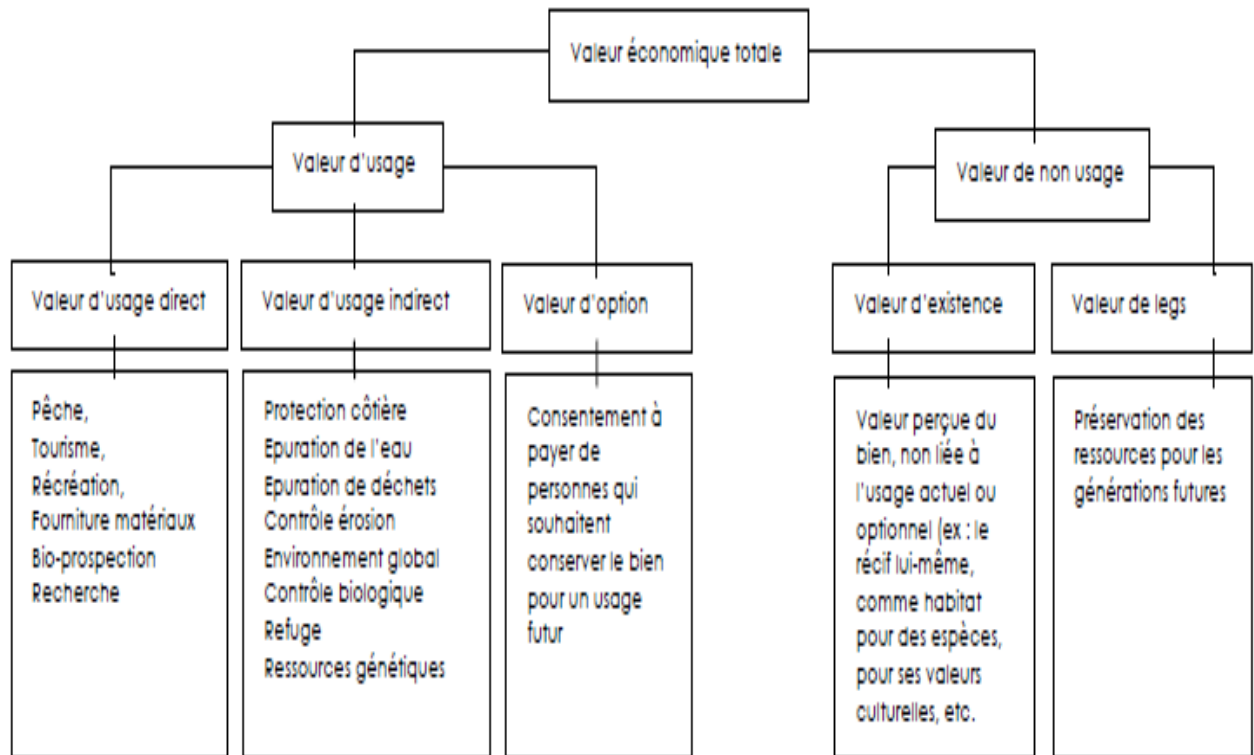 Valeur économique totale
Valeur d'usage
Valeur de non usage
Valeur d'usage direct
Valeur d'usage indirect
Valeur d'option
Valeur d'existence
Valeur de legs
Pêche,
Tourisme,
Récréation,
Fourniture matériaux
Bio-prospection
Recherche
Protection côtière
Epuration de l'eau
Epuration de déchets
Contrôle érosion
Environnement global
Contrôle biologique
Refuge
Ressources génétiques
Consentement à
payer de
personnes qui
souhaitent
conserver le bien
pour un usage
futur
Valeur perçue du
bien, non liée à
l'usage actuel ou
optionnel (ex : le
récif lui-même,
comme habitat
pour des espèces,
pour ses valeurs
culturelles, etc.
Préservation des
ressources pour les
générations futures